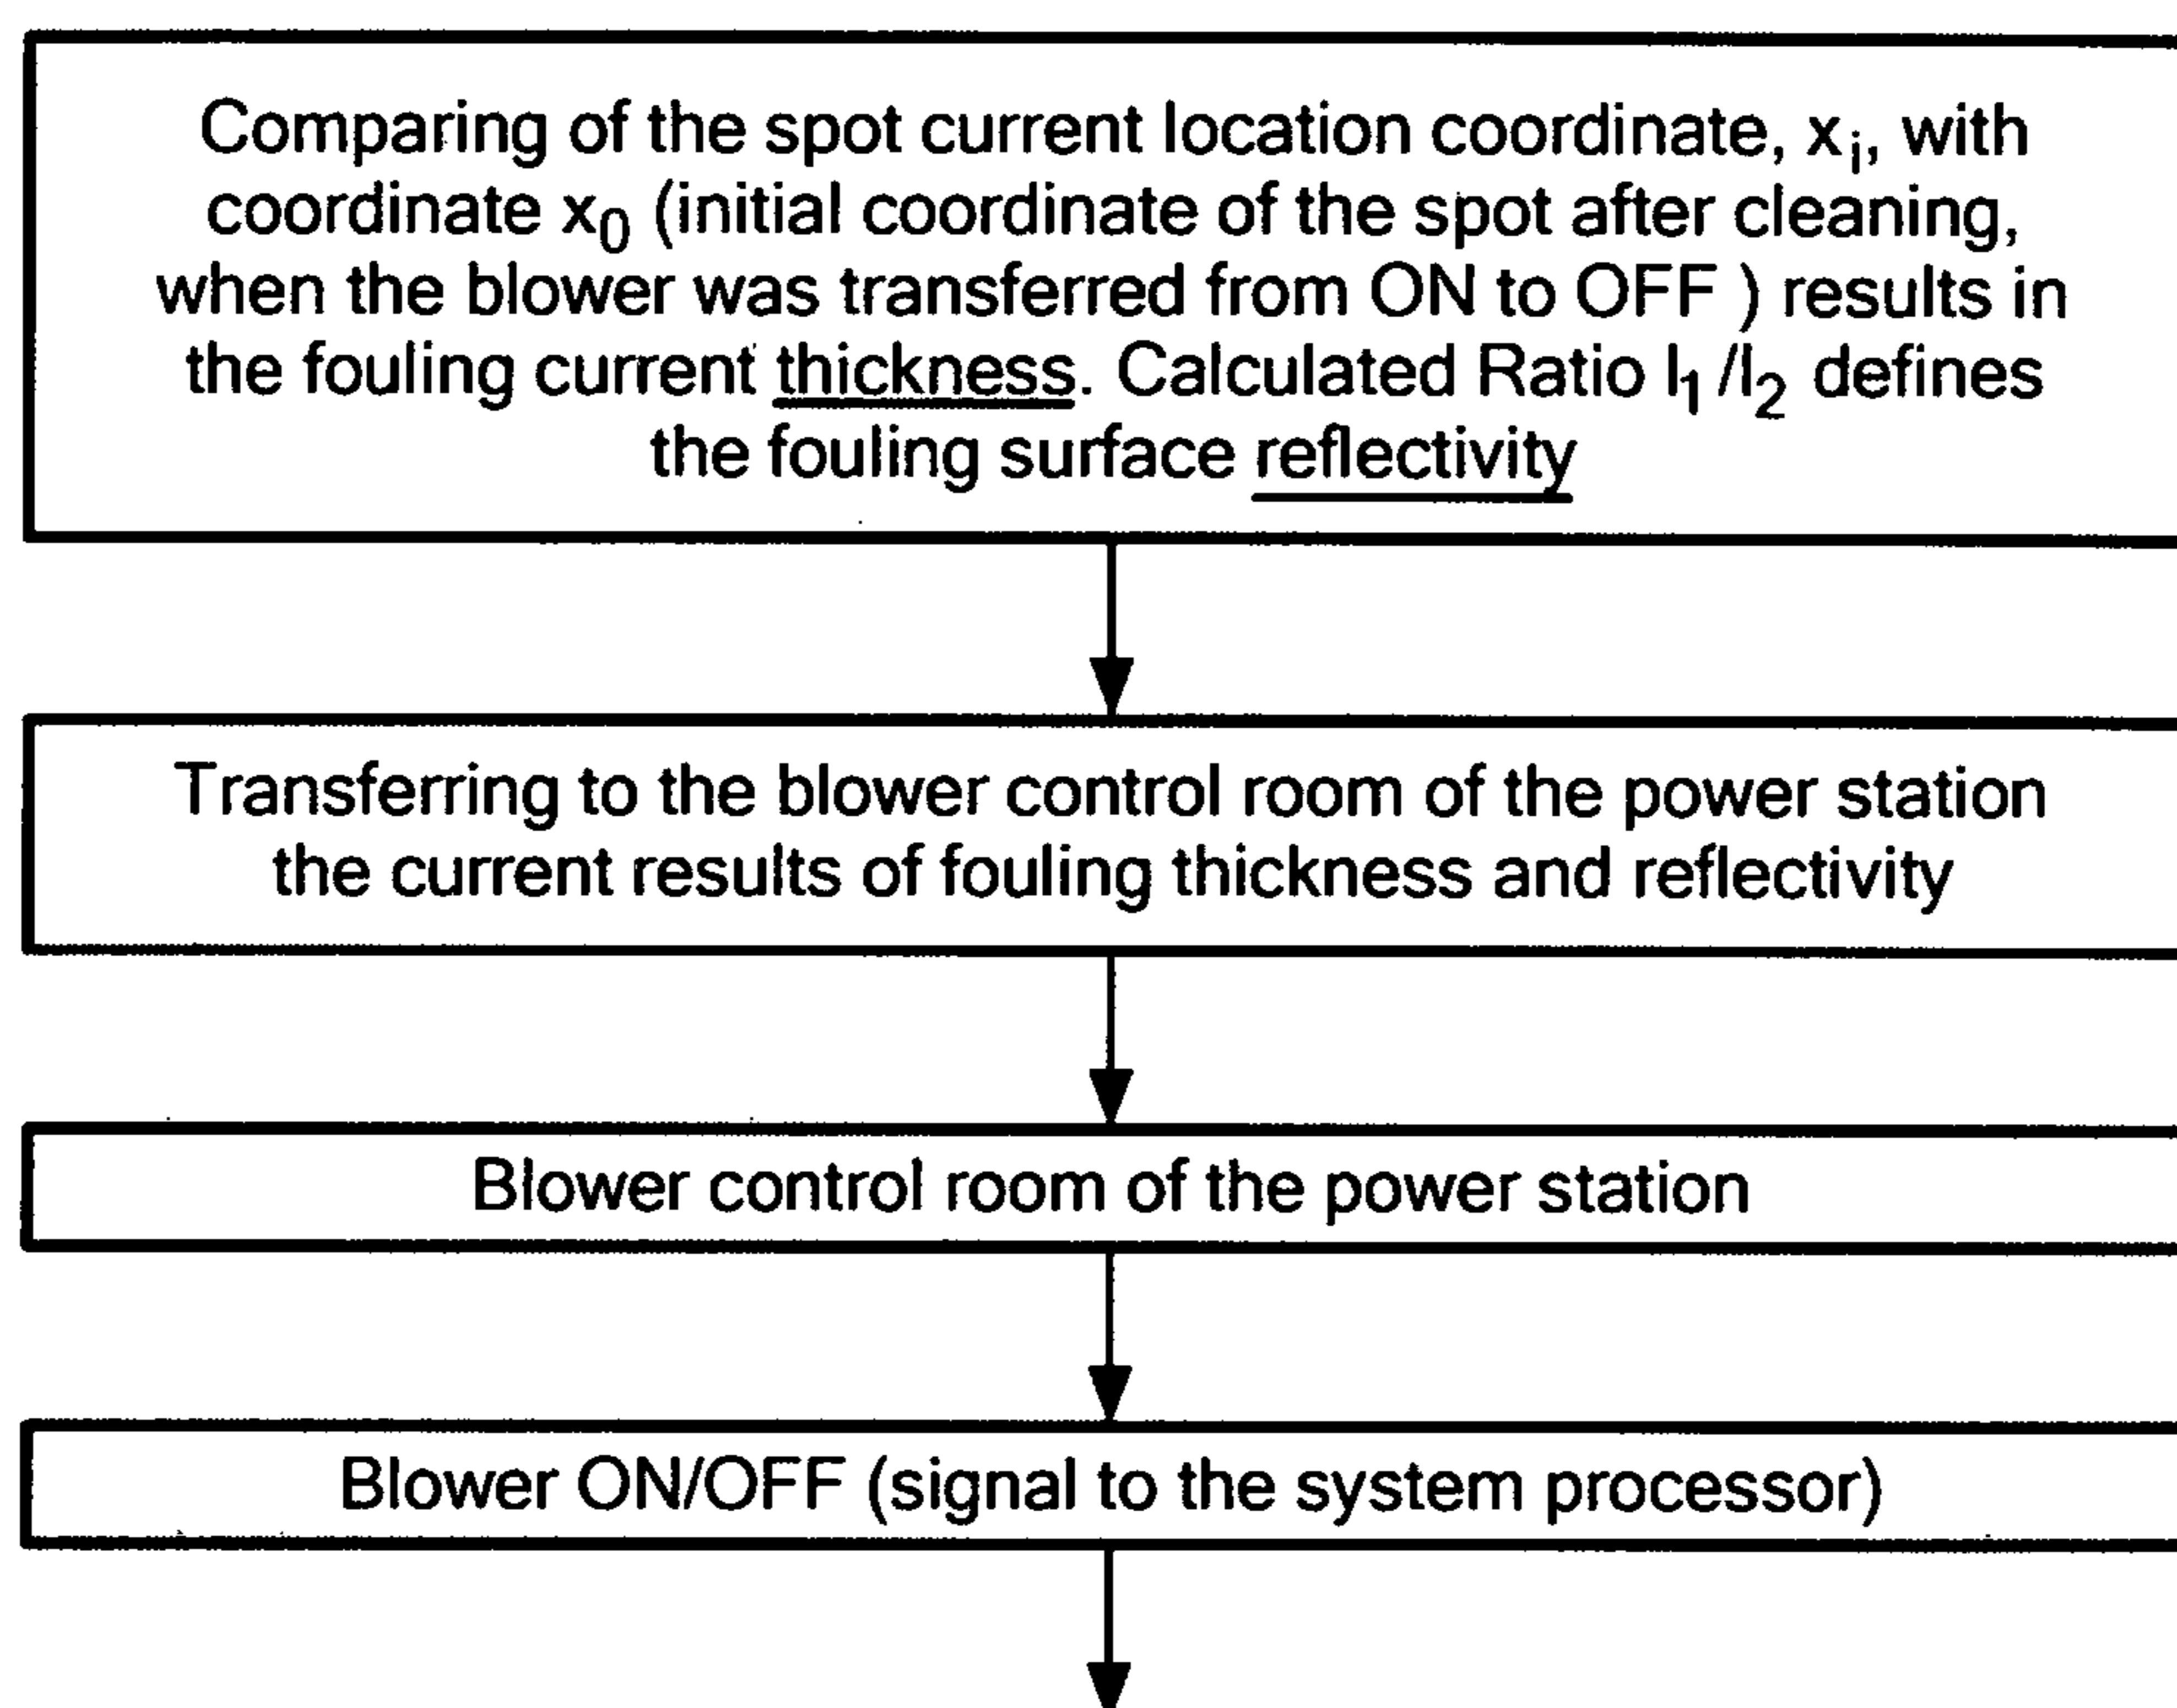 Comparing of the spot current location coordinate, xᵢ, with
coordinate x₀ (initial coordinate of the spot after cleaning,
when the blower was transferred from ON to OFF ) results in
the fouling current thickness. Calculated Ratio I₁ /I₂ defines
the fouling surface reflectivity
Transferring to the blower control room of the power station
the current results of fouling thickness and reflectivity
Blower control room of the power station
Blower ON/OFF (signal to the system processor)